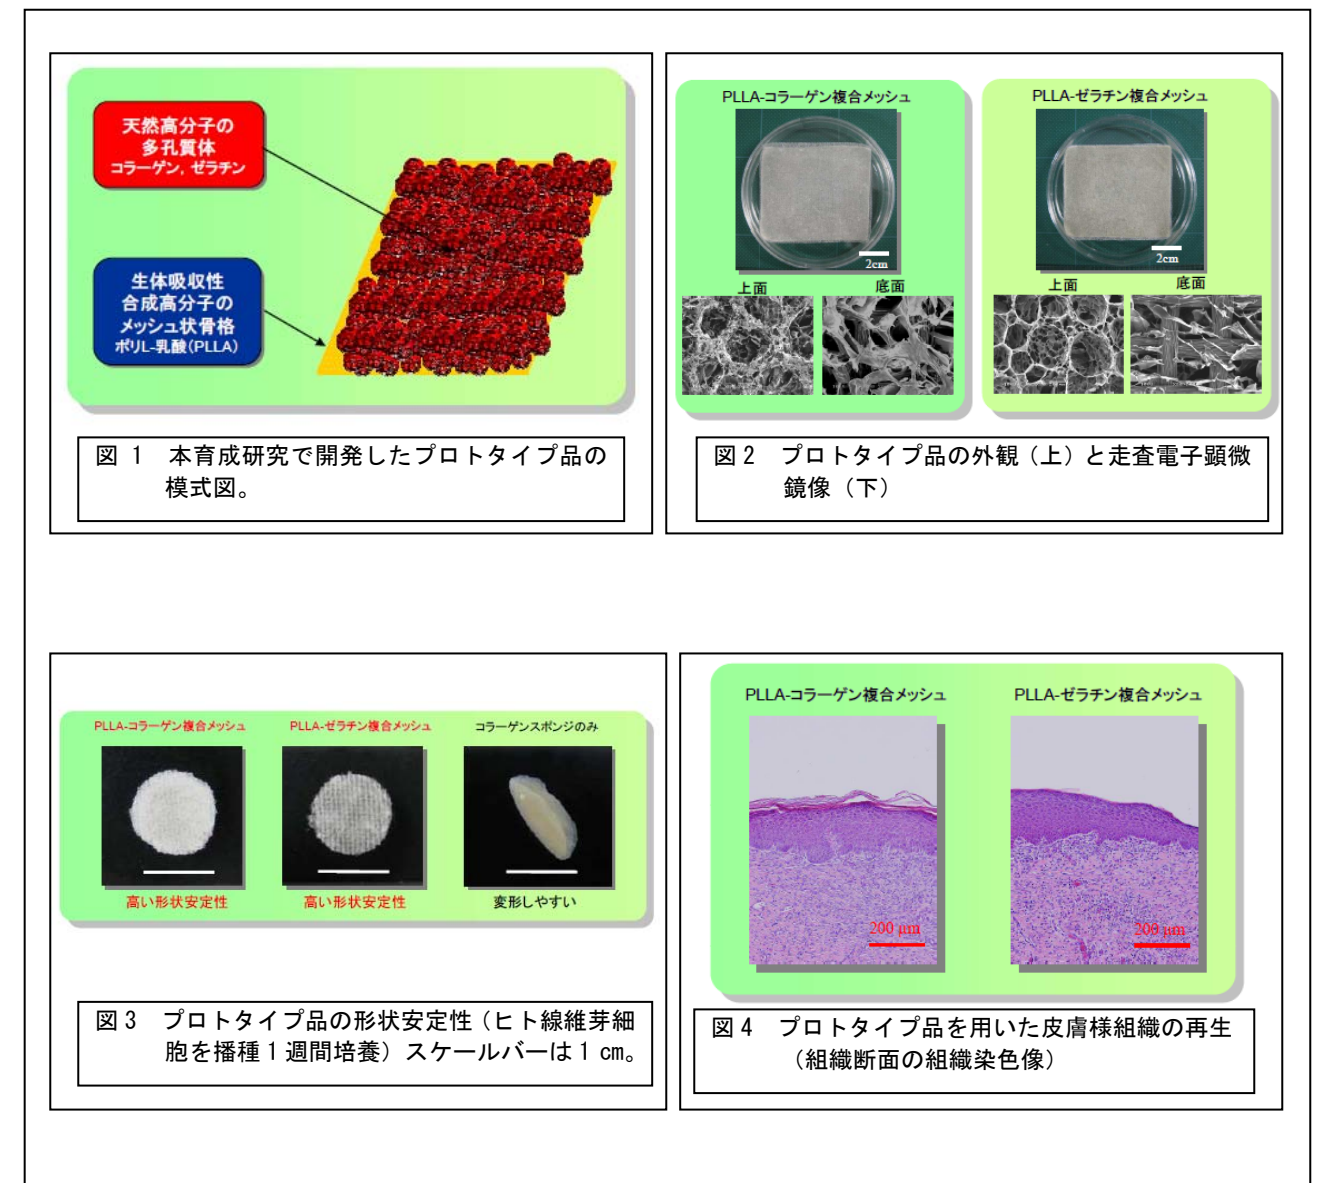 天然高分子の
多孔質体
コラーゲン, ゼラチン
生体吸収性
合成高分子の
メッシュ状骨格
ポリL-乳酸(PLLA)
図 1 本育成研究で開発したプロトタイプ品の
模式図。
PLLA-コラーゲン複合メッシュ
2cm
上面 底面
PLLA-ゼラチン複合メッシュ
2cm
上面 底面
図 2 プロトタイプ品の外観（上）と走査電子顕微
鏡像（下）
PLLA-コラーゲン複合メッシュ
高い形状安定性
PLLA-ゼラチン複合メッシュ
高い形状安定性
コラーゲンスポンジのみ
変形しやすい
図 3 プロトタイプ品の形状安定性（ヒト線維芽細
胞を播種 1 週間培養）スケールバーは 1 cm。
PLLA-コラーゲン複合メッシュ
200 μm
PLLA-ゼラチン複合メッシュ
200 μm
図 4 プロトタイプ品を用いた皮膚様組織の再生
（組織断面の組織染色像）